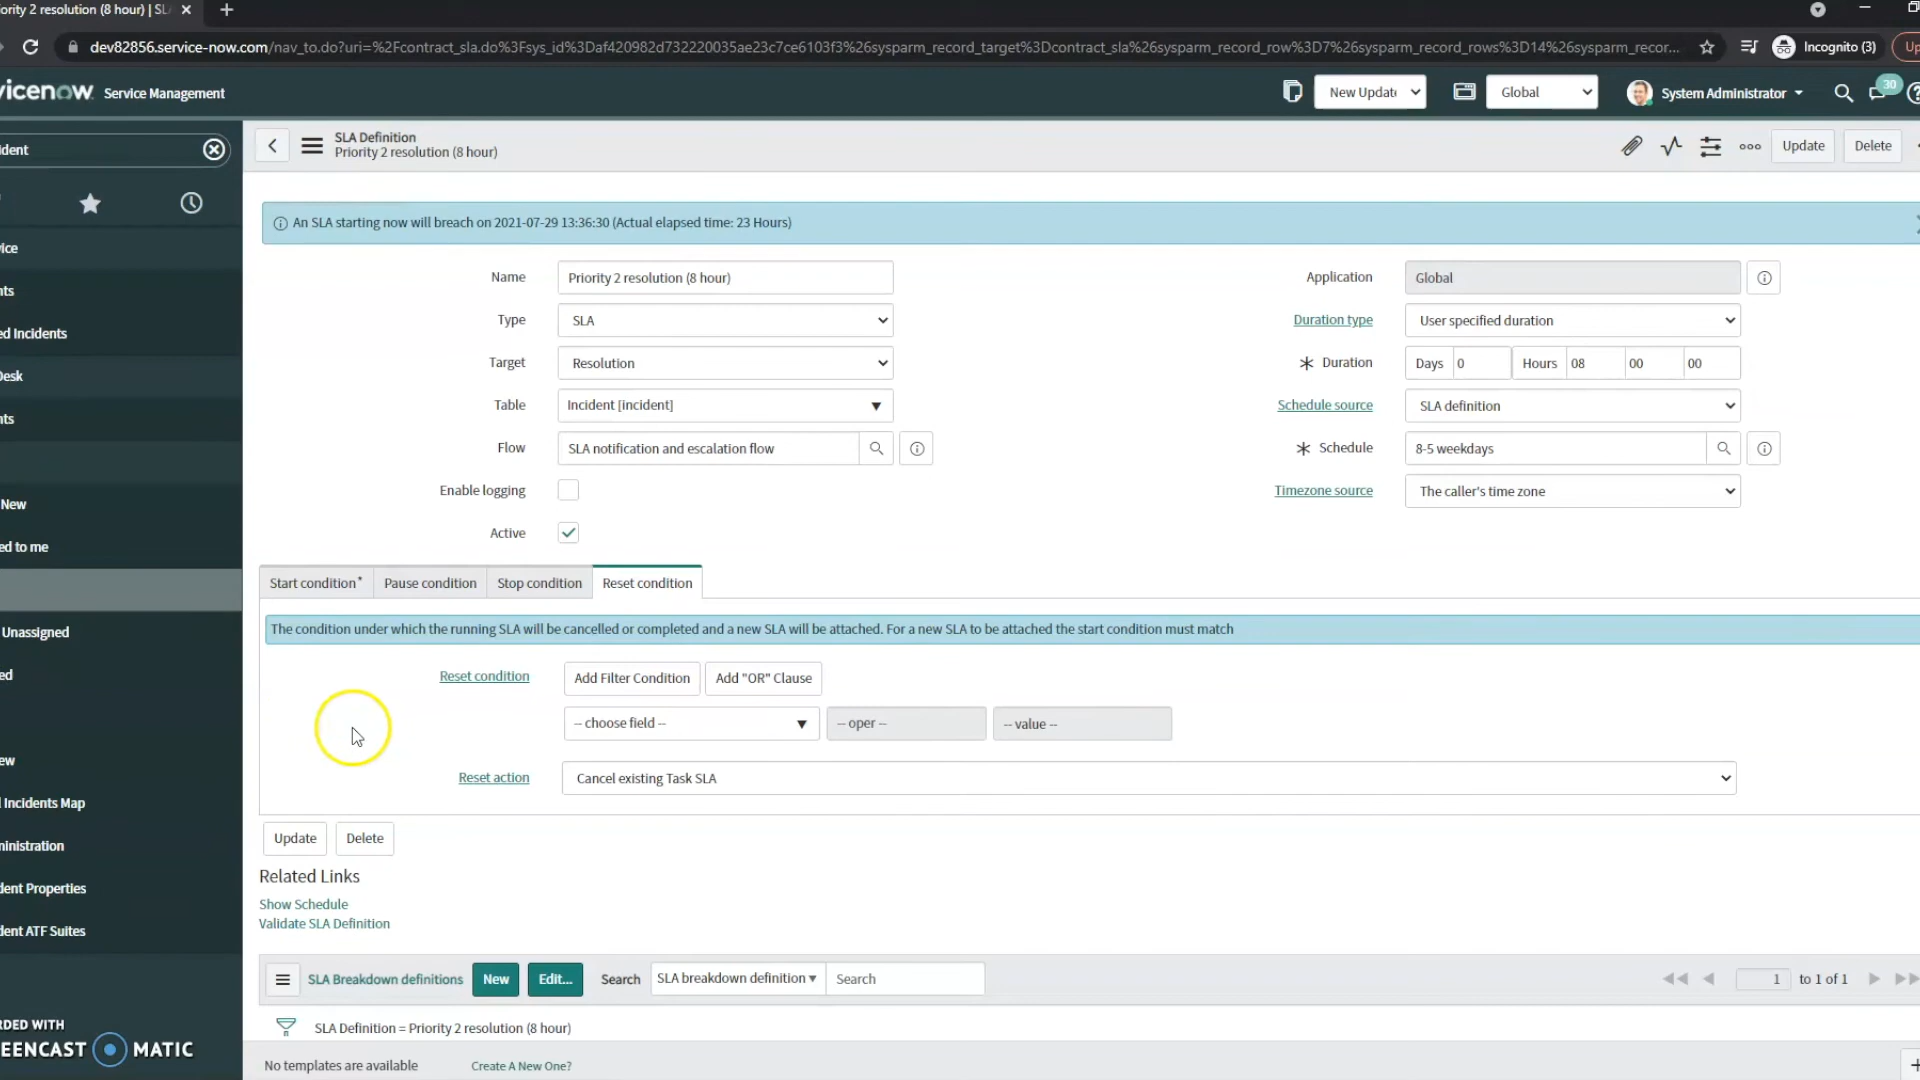 ority 2 resolution (8 hour) | SL
dev82856.service-now.com/nav_to.do?uri=%2Fcontract_sla.do%3Fsys_id%3Daf420982d732220035ae23c7ce6103f3%26sysparm_record_target%3Dcontract_sla%26sysparm_record_row%3D7%26sysparm_record_rows%3D14%26sysparm_recor...
Incognito (3)
Up
vicenow Service Management
New Update
Global
System Administrator
30
ident
SLA Definition
Priority 2 resolution (8 hour)
Update
Delete
An SLA starting now will breach on 2021-07-29 13:36:30 (Actual elapsed time: 23 Hours)
Name
Priority 2 resolution (8 hour)
Application
Global
Type
SLA
Duration type
User specified duration
Target
Resolution
Duration
Days 0 Hours 08 00 00
Table
Incident [incident]
Schedule source
SLA definition
Flow
SLA notification and escalation flow
Schedule
8-5 weekdays
Enable logging
Timezone source
The caller's time zone
Active
Start condition*
Pause condition
Stop condition
Reset condition
The condition under which the running SLA will be cancelled or completed and a new SLA will be attached. For a new SLA to be attached the start condition must match
Reset condition
Add Filter Condition
Add "OR" Clause
-- choose field --
-- oper --
-- value --
Reset action
Cancel existing Task SLA
Update
Delete
Related Links
Show Schedule
Validate SLA Definition
SLA Breakdown definitions
New
Edit...
Search
SLA breakdown definition
Search
1 to 1 of 1
SLA Definition = Priority 2 resolution (8 hour)
No templates are available
Create A New One?
ice
nts
ed Incidents
Desk
nts
New
ed to me
Unassigned
ed
ew
l Incidents Map
ministration
dent Properties
dent ATF Suites
RDED WITH
EENCAST MATIC